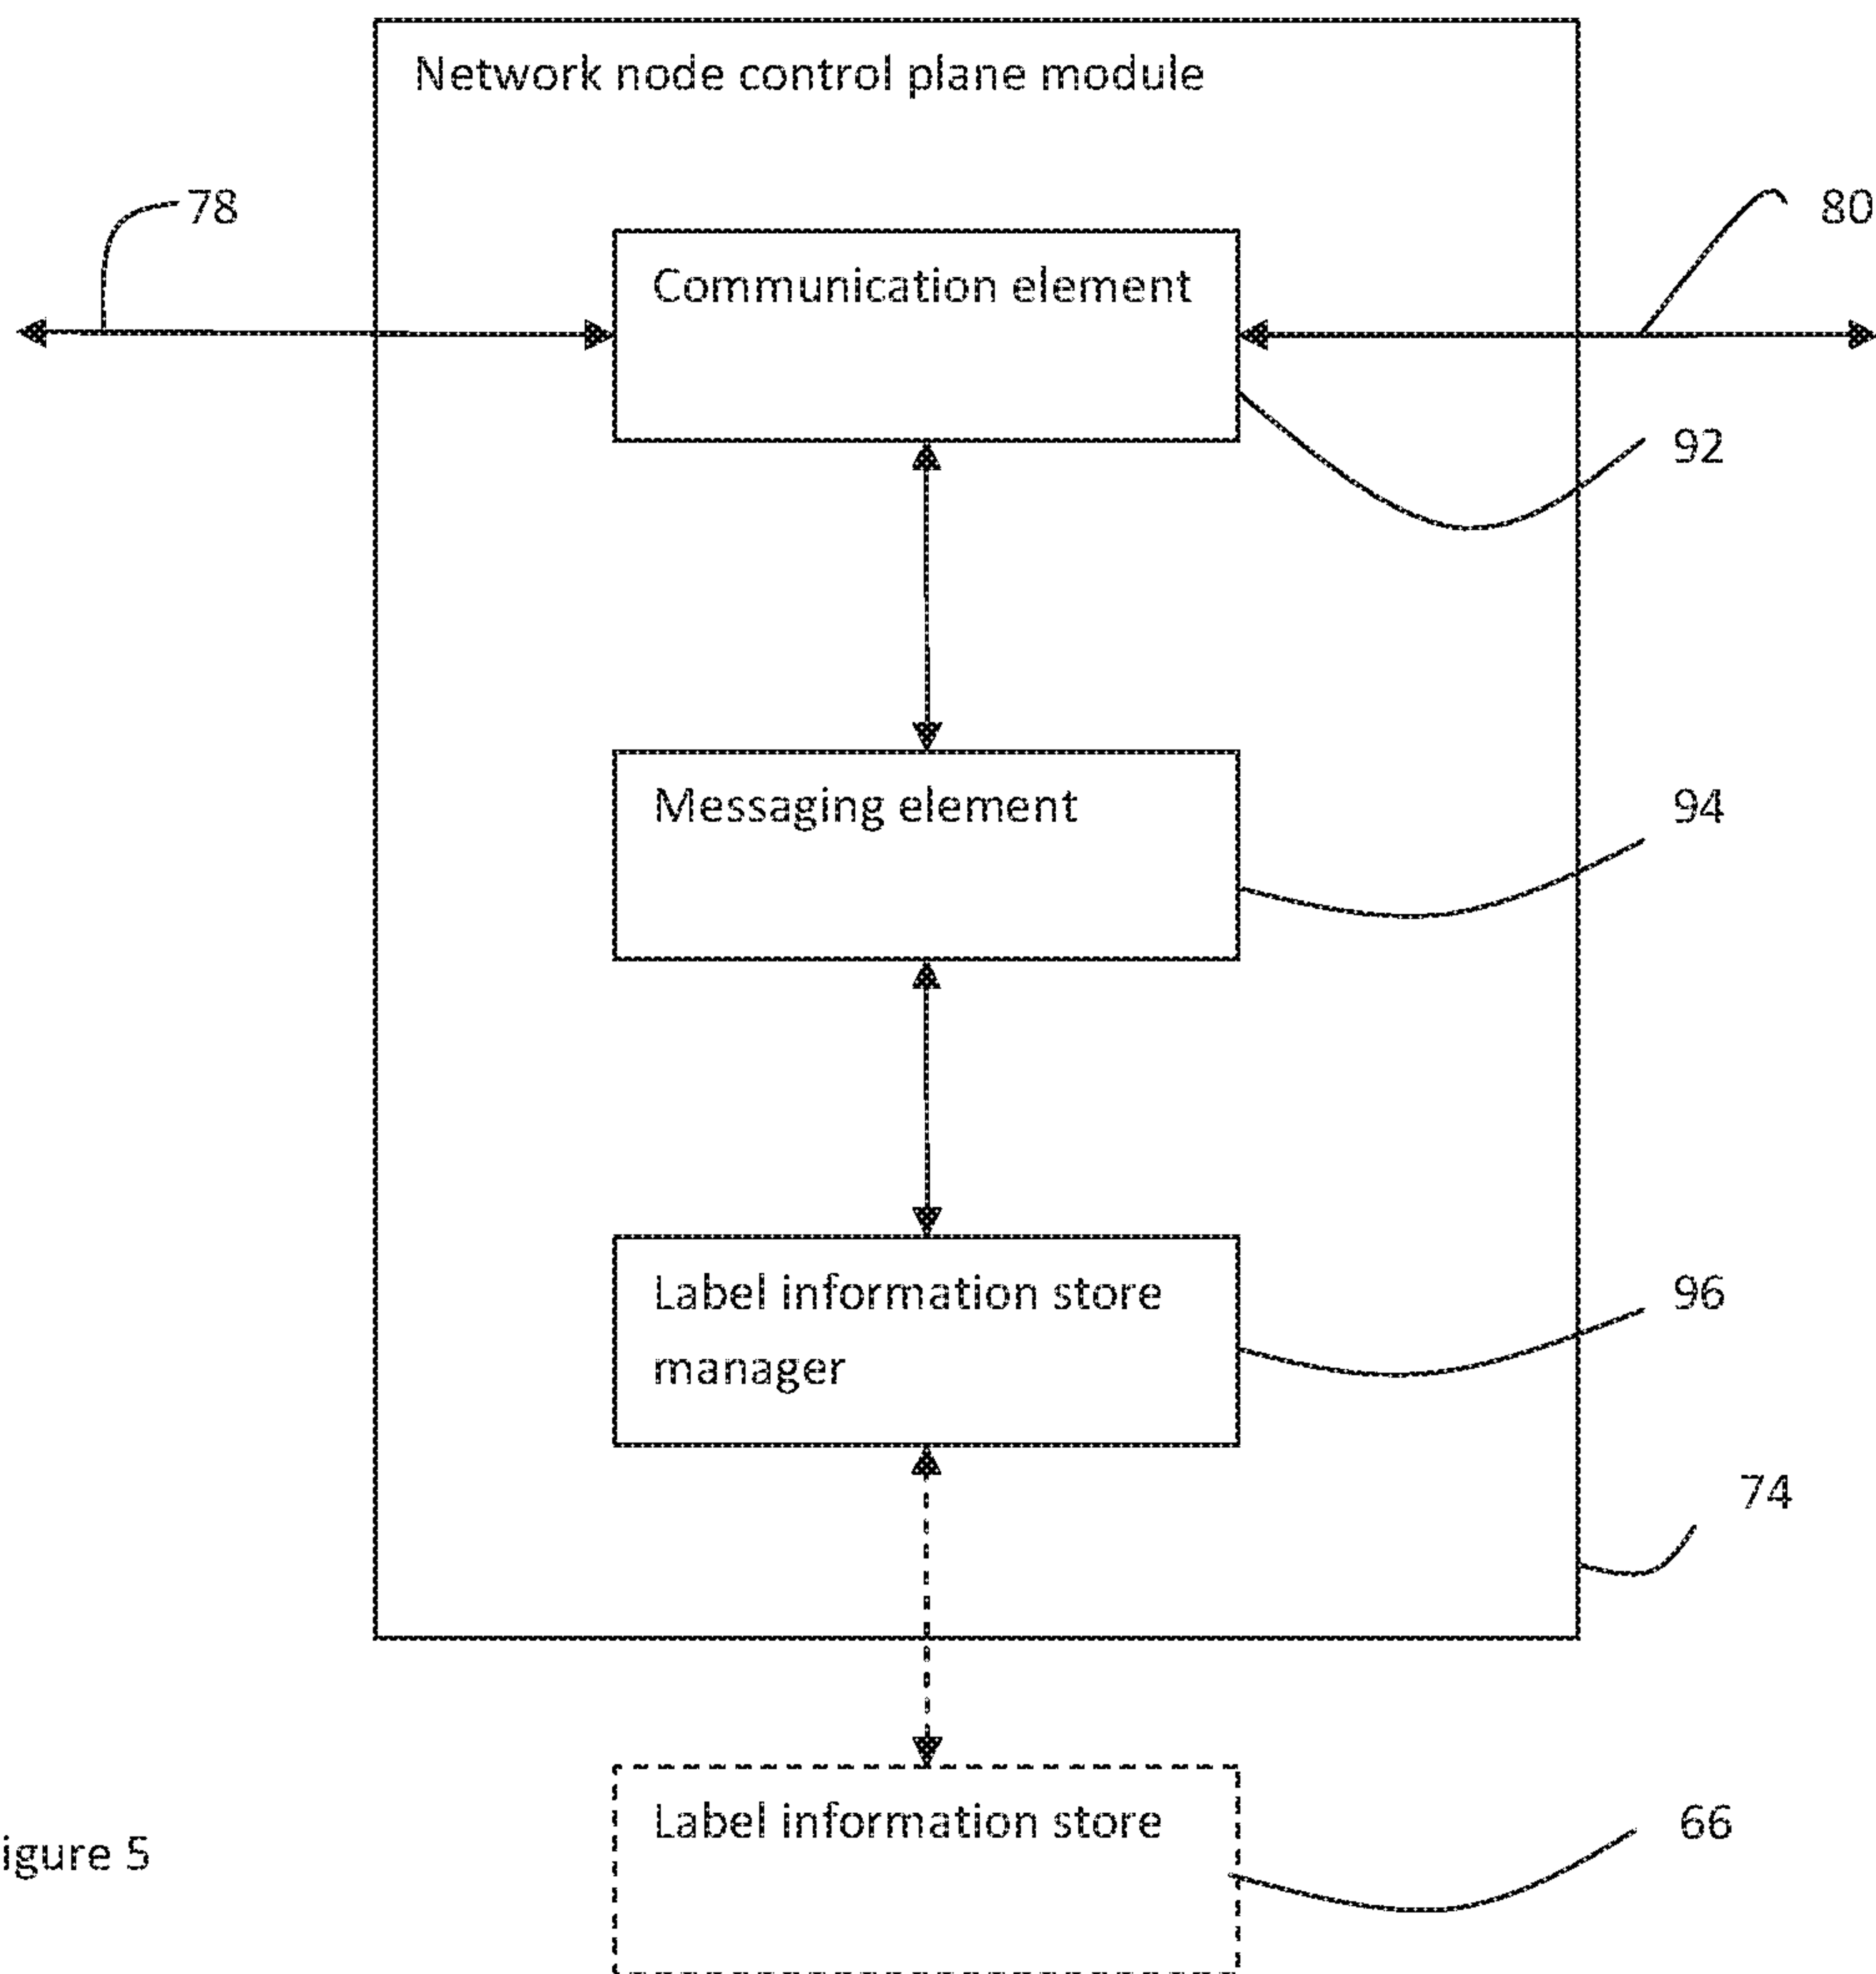 Network node control plane module
78
80
Communication element
92
Messaging element
94
Label information store
manager
96
74
Label information store
66
igure 5